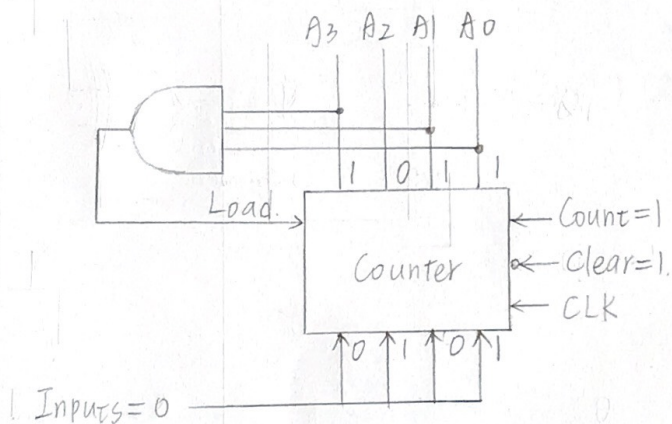 A3 A2 A1 A0
1 0 1 1
Load.
Count=1
Counter
Clear=1.
CLK
0 1 0 1
Inputs=0